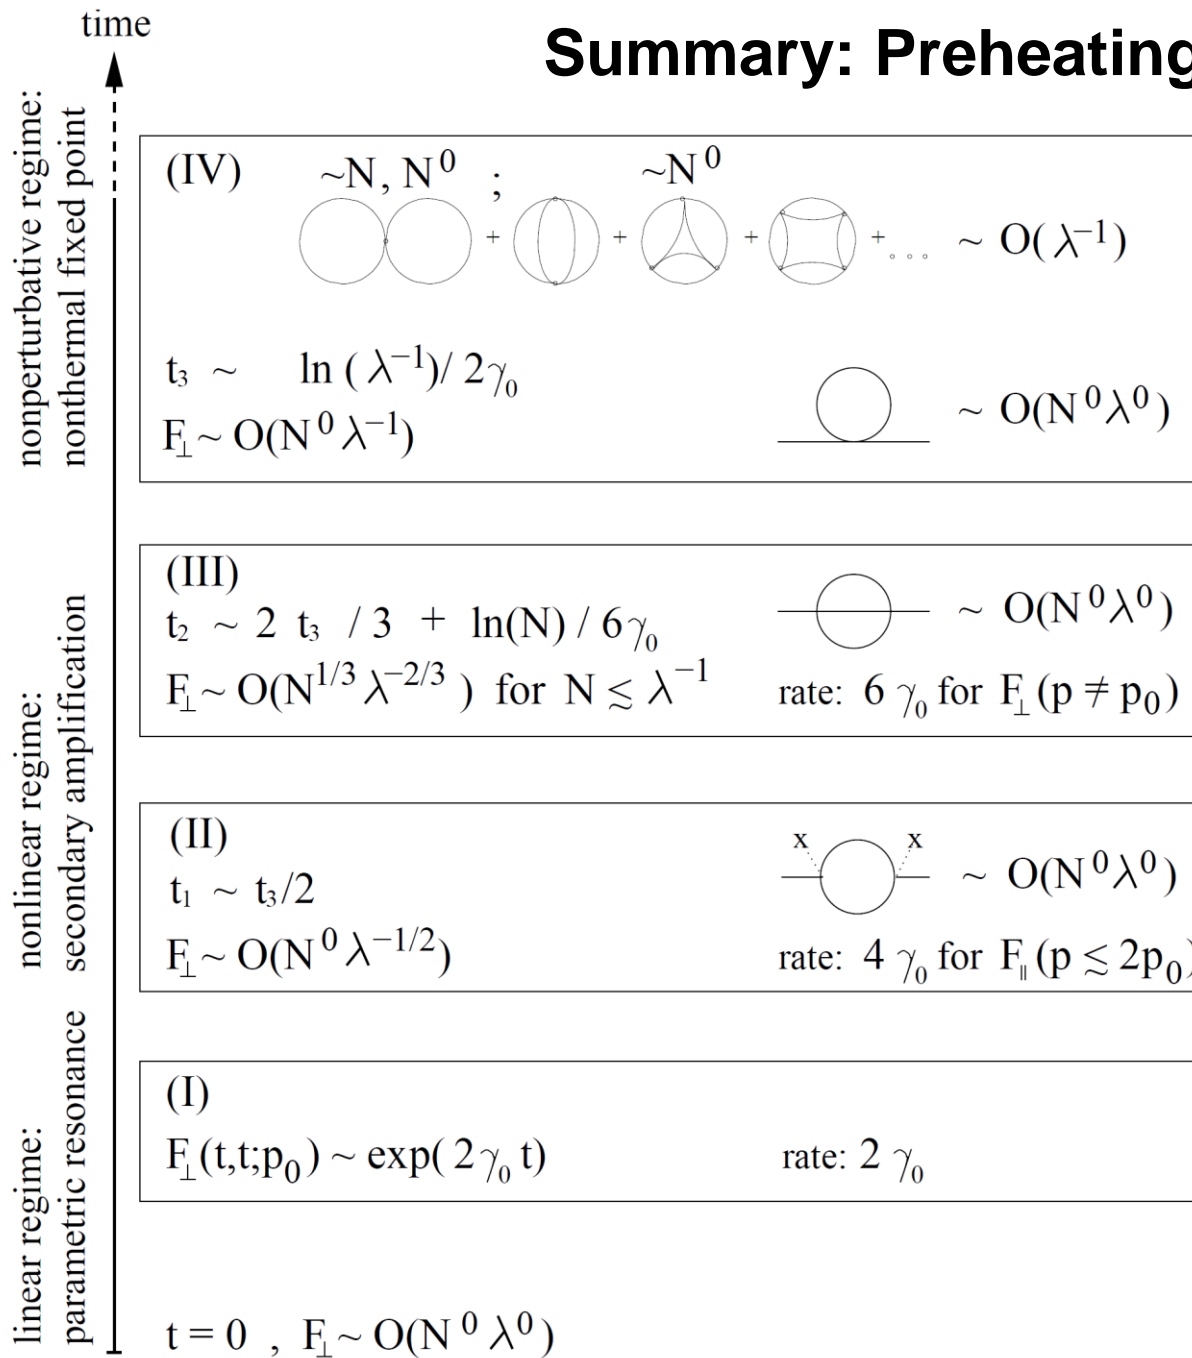 time
Summary: Preheating
nonperturbative regime:
nonthermal fixed point
(IV)
~N, N⁰ ; ~N⁰
+ + + + ∘ ∘ ∘ ~ O(λ⁻¹)
t₃ ~ ln (λ⁻¹)/ 2γ₀
F⊥ ~ O(N⁰ λ⁻¹)
~ O(N⁰λ⁰)
nonlinear regime:
secondary amplification
(III)
t₂ ~ 2 t₃ / 3 + ln(N) / 6γ₀
~ O(N⁰λ⁰)
F⊥ ~ O(N^{1/3} λ^{−2/3} ) for N ≲ λ⁻¹
rate: 6 γ₀ for F⊥(p ≠ p₀)
(II)
x x
t₁ ~ t₃/2
~ O(N⁰λ⁰)
F⊥ ~ O(N⁰ λ^{−1/2})
rate: 4 γ₀ for F∥(p ≲ 2p₀)
linear regime:
parametric resonance
(I)
F⊥(t,t;p₀) ~ exp( 2γ₀ t)
rate: 2 γ₀
t = 0 , F⊥ ~ O(N⁰ λ⁰)